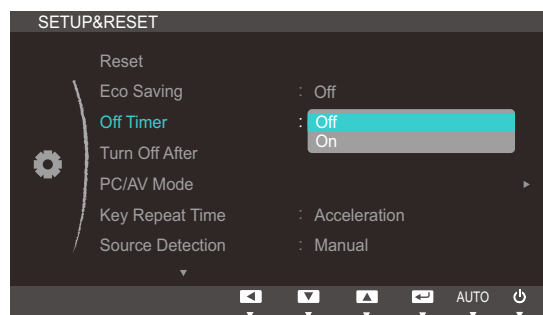 SETUP&RESET
Reset
Eco Saving : Off
Off Timer : Off
On
Turn Off After
PC/AV Mode
Key Repeat Time : Acceleration
Source Detection : Manual
AUTO